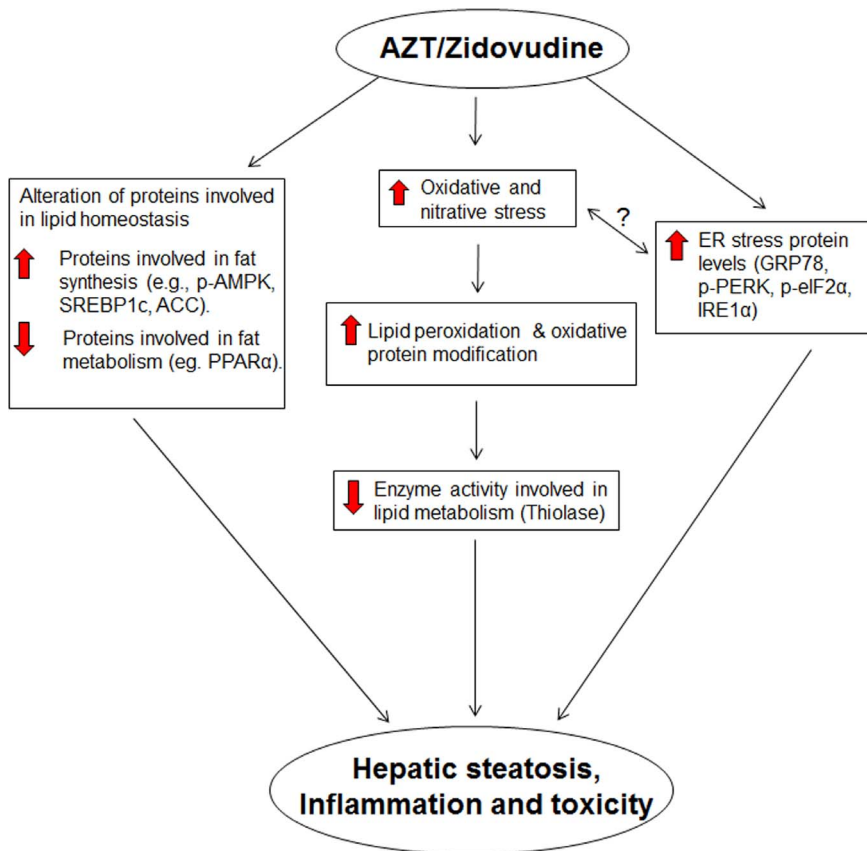 AZT/Zidovudine
Alteration of proteins involved
in lipid homeostasis
Proteins involved in fat
synthesis (e.g., p-AMPK,
SREBP1c, ACC).
Proteins involved in fat
metabolism (eg. PPARα).
Oxidative and
nitrative stress
?
ER stress protein
levels (GRP78,
p-PERK, p-eIF2α,
IRE1α)
Lipid peroxidation & oxidative
protein modification
Enzyme activity involved in
lipid metabolism (Thiolase)
Hepatic steatosis,
Inflammation and toxicity